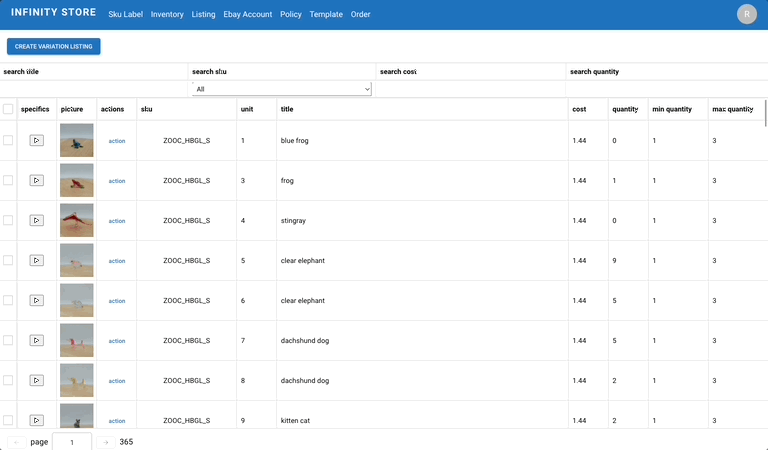 INFINITY STORE Sku Label Inventory Listing Ebay Account Policy Template Order R
CREATE VARIATION LISTING
search title search sku search cost search quantity
All
specifics picture actions sku unit title cost quantity min quantity max quantity
action ZOOC_HBGL_S 1 blue frog 1.44 0 1 3
action ZOOC_HBGL_S 3 frog 1.44 1 1 3
action ZOOC_HBGL_S 4 stingray 1.44 0 1 3
action ZOOC_HBGL_S 5 clear elephant 1.44 9 1 3
action ZOOC_HBGL_S 6 clear elephant 1.44 5 1 3
action ZOOC_HBGL_S 7 dachshund dog 1.44 5 1 3
action ZOOC_HBGL_S 8 dachshund dog 1.44 2 1 3
action ZOOC_HBGL_S 9 kitten cat 1.44 2 1 3
← page 1 → 365